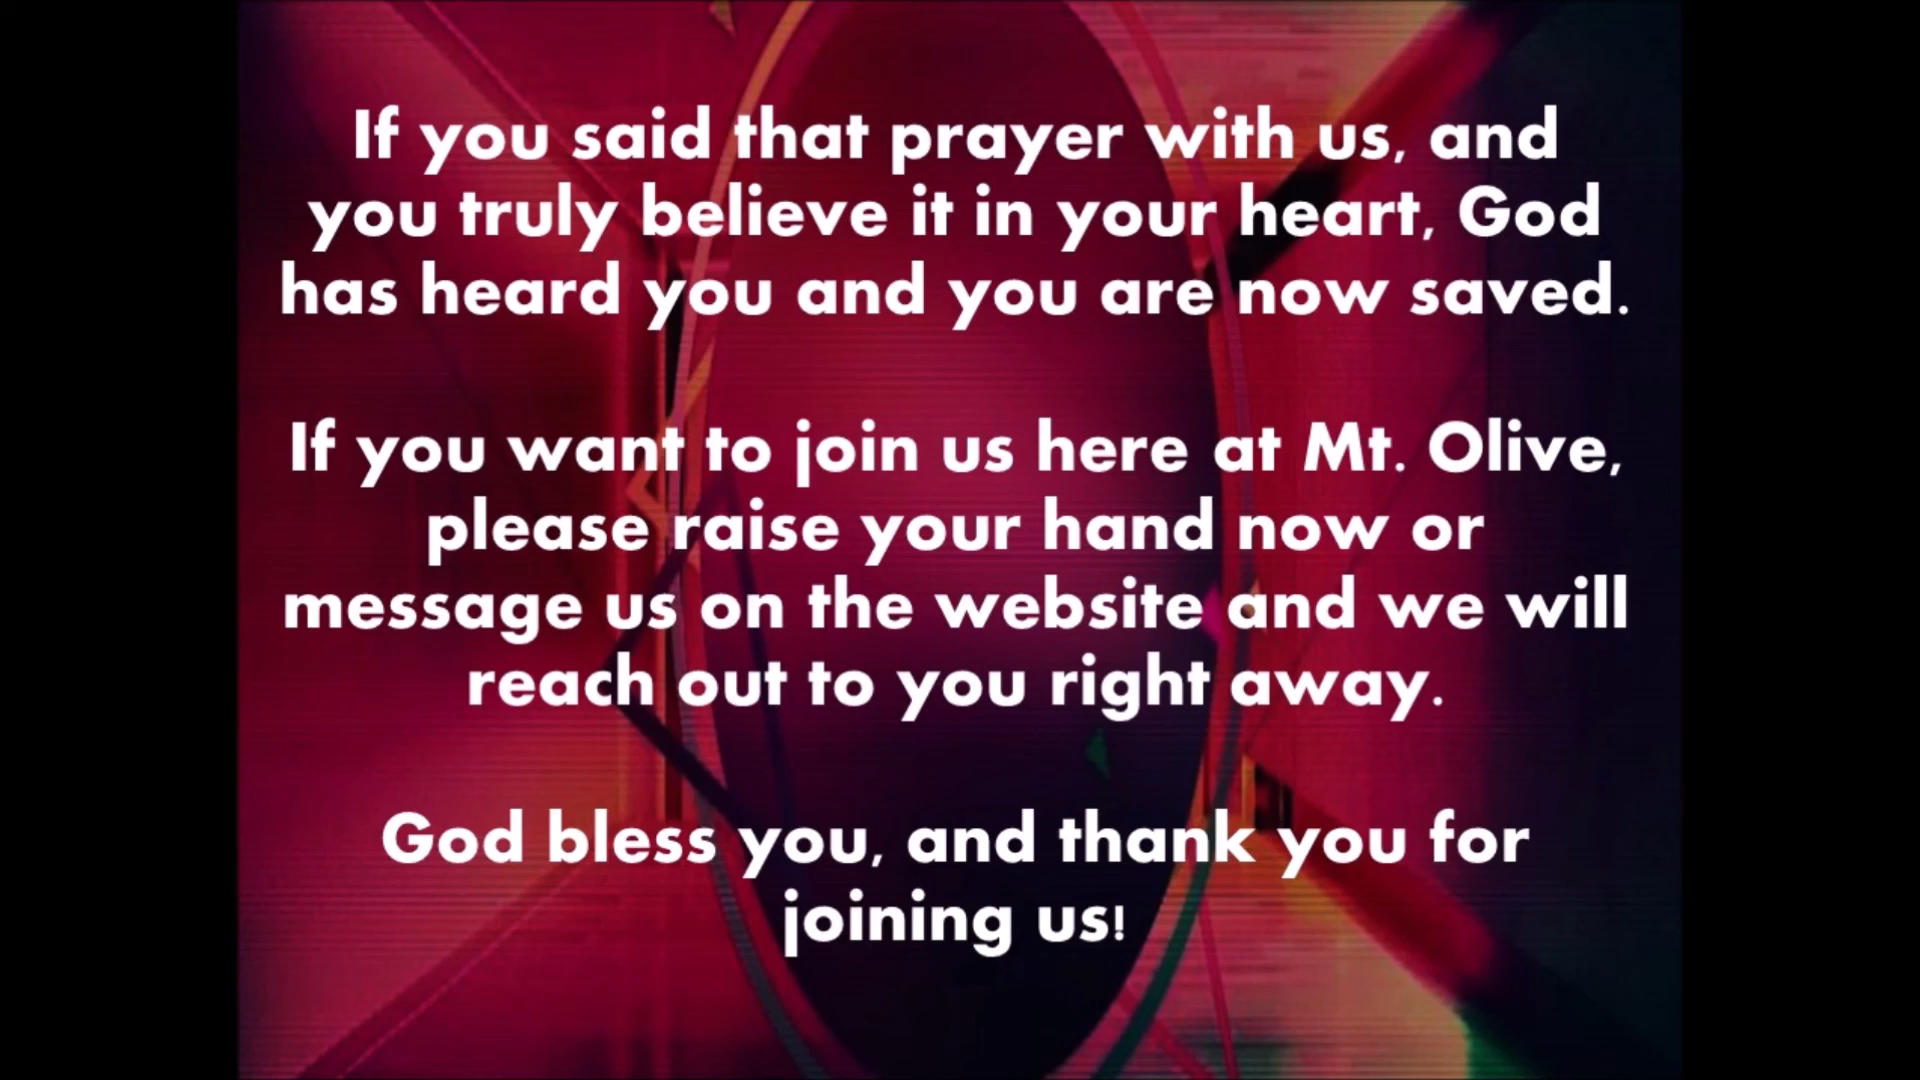 If you said that prayer with us, and
you truly believe it in your heart, God
has heard you and you are now saved.
If you want to join us here at Mt. Olive,
please raise your hand now or
message us on the website and we will
reach out to you right away.
God bless you, and thank you for
joining us!